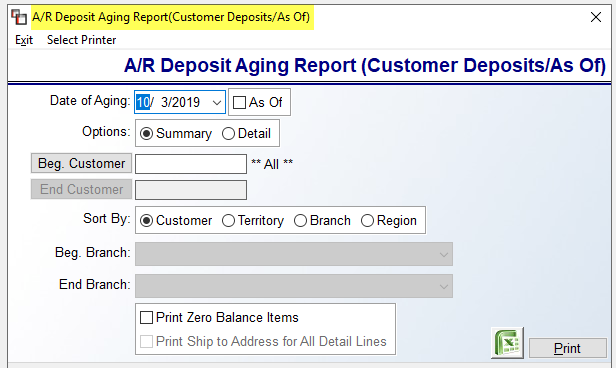 A/R Deposit Aging Report(Customer Deposits/As Of)
Exit Select Printer
A/R Deposit Aging Report (Customer Deposits/As Of)
Date of Aging: 10/ 3/2019 As Of
Options: Summary Detail
Beg. Customer ** All **
End Customer
Sort By: Customer Territory Branch Region
Beg. Branch:
End Branch:
Print Zero Balance Items
Print Ship to Address for All Detail Lines
Print